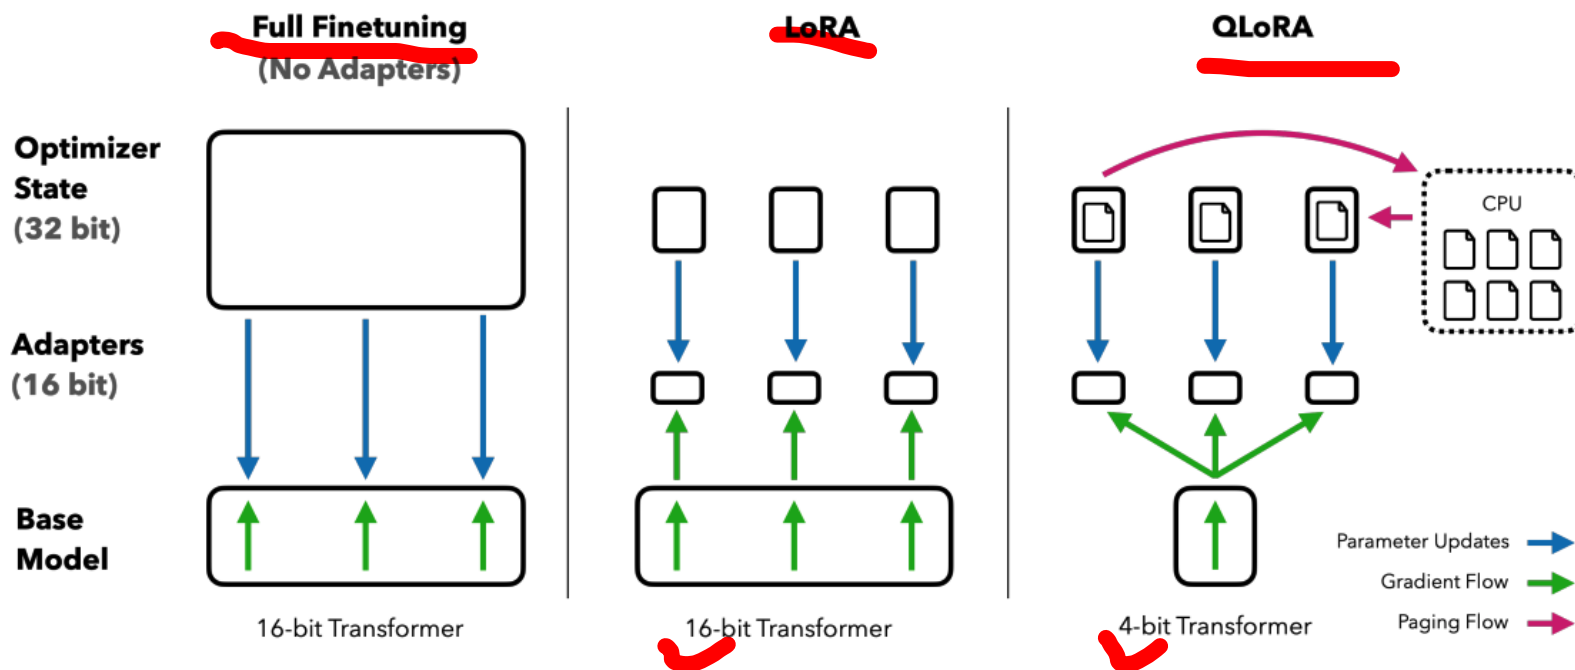 Full Finetuning
(No Adapters)
LoRA
QLoRA
Optimizer
State
(32 bit)
CPU
Adapters
(16 bit)
Base
Model
Parameter Updates
Gradient Flow
Paging Flow
16-bit Transformer
16-bit Transformer
4-bit Transformer